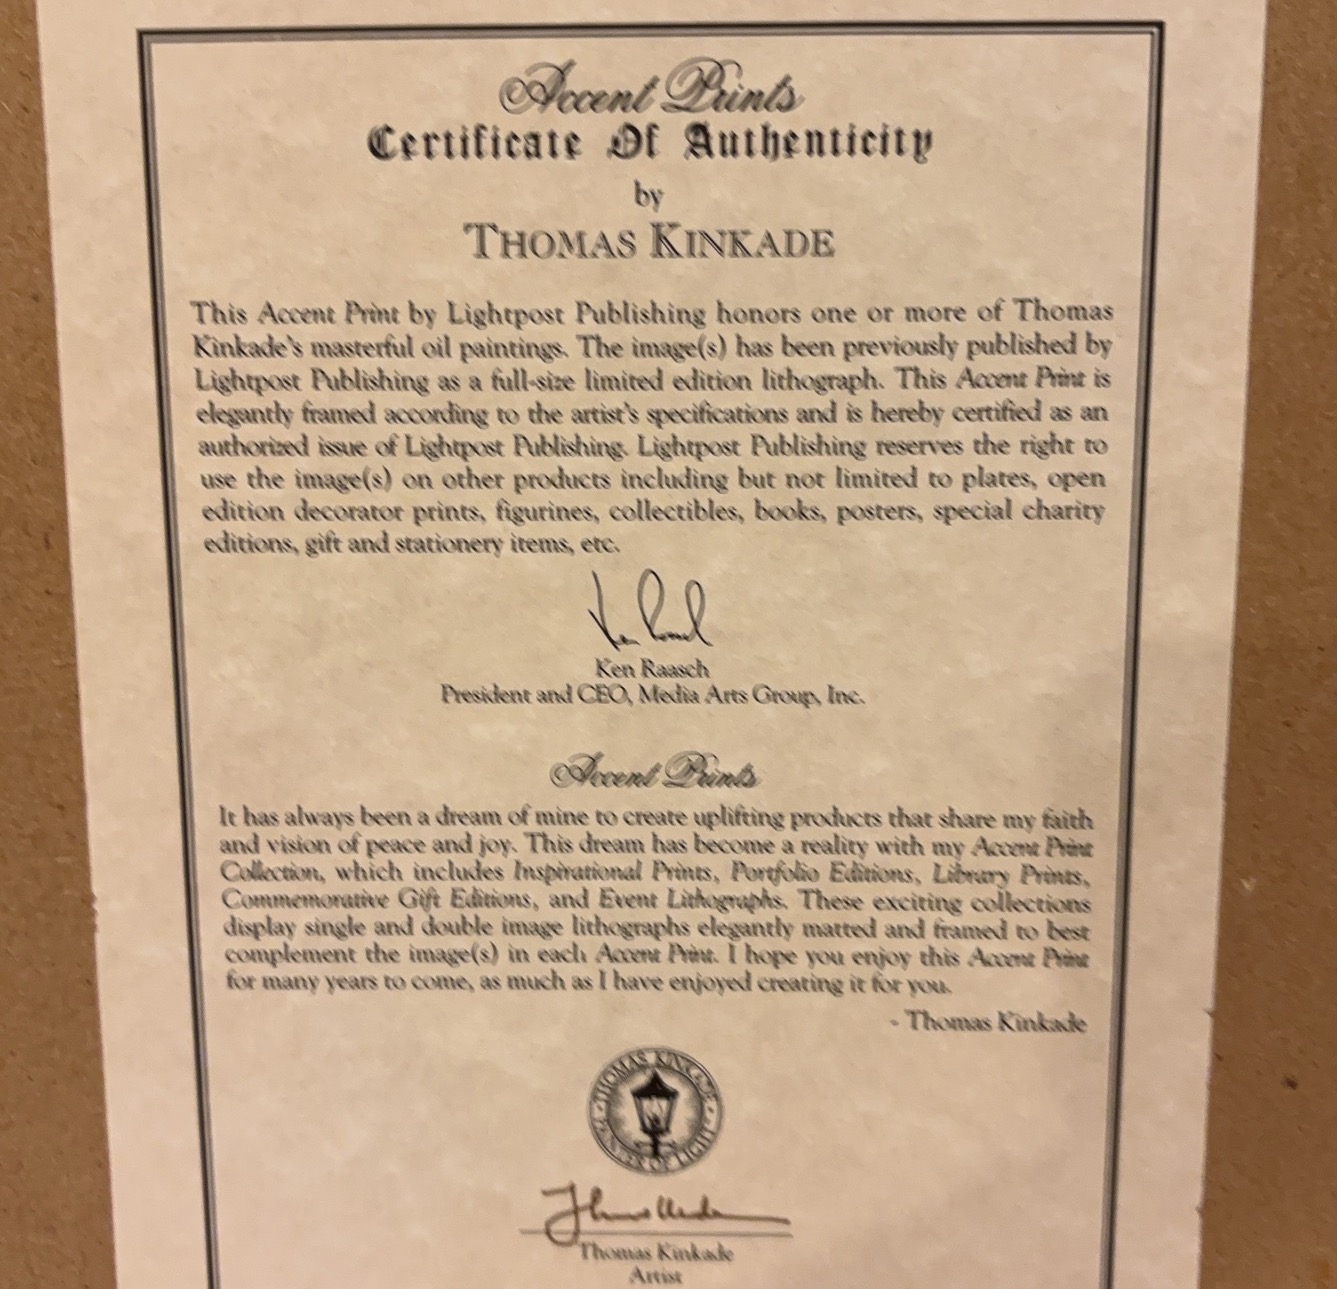 Accent Prints
Certificate Of Authenticity
by
THOMAS KINKADE
This Accent Print by Lightpost Publishing honors one or more of Thomas
Kinkade's masterful oil paintings. The image(s) has been previously published by
Lightpost Publishing as a full-size limited edition lithograph. This Accent Print is
elegantly framed according to the artist's specifications and is hereby certified as an
authorized issue of Lightpost Publishing. Lightpost Publishing reserves the right to
use the image(s) on other products including but not limited to plates, open
edition decorator prints, figurines, collectibles, books, posters, special charity
editions, gift and stationery items, etc.
Ken Raasch
President and CEO, Media Arts Group, Inc.
Accent Prints
It has always been a dream of mine to create uplifting products that share my faith
and vision of peace and joy. This dream has become a reality with my Accent Print
Collection, which includes Inspirational Prints, Portfolio Editions, Library Prints,
Commemorative Gift Editions, and Event Lithographs. These exciting collections
display single and double image lithographs elegantly matted and framed to best
complement the image(s) in each Accent Print. I hope you enjoy this Accent Print
for many years to come, as much as I have enjoyed creating it for you.
- Thomas Kinkade
THOMAS KINKADE
PAINTER OF LIGHT
Thomas Kinkade
Artist